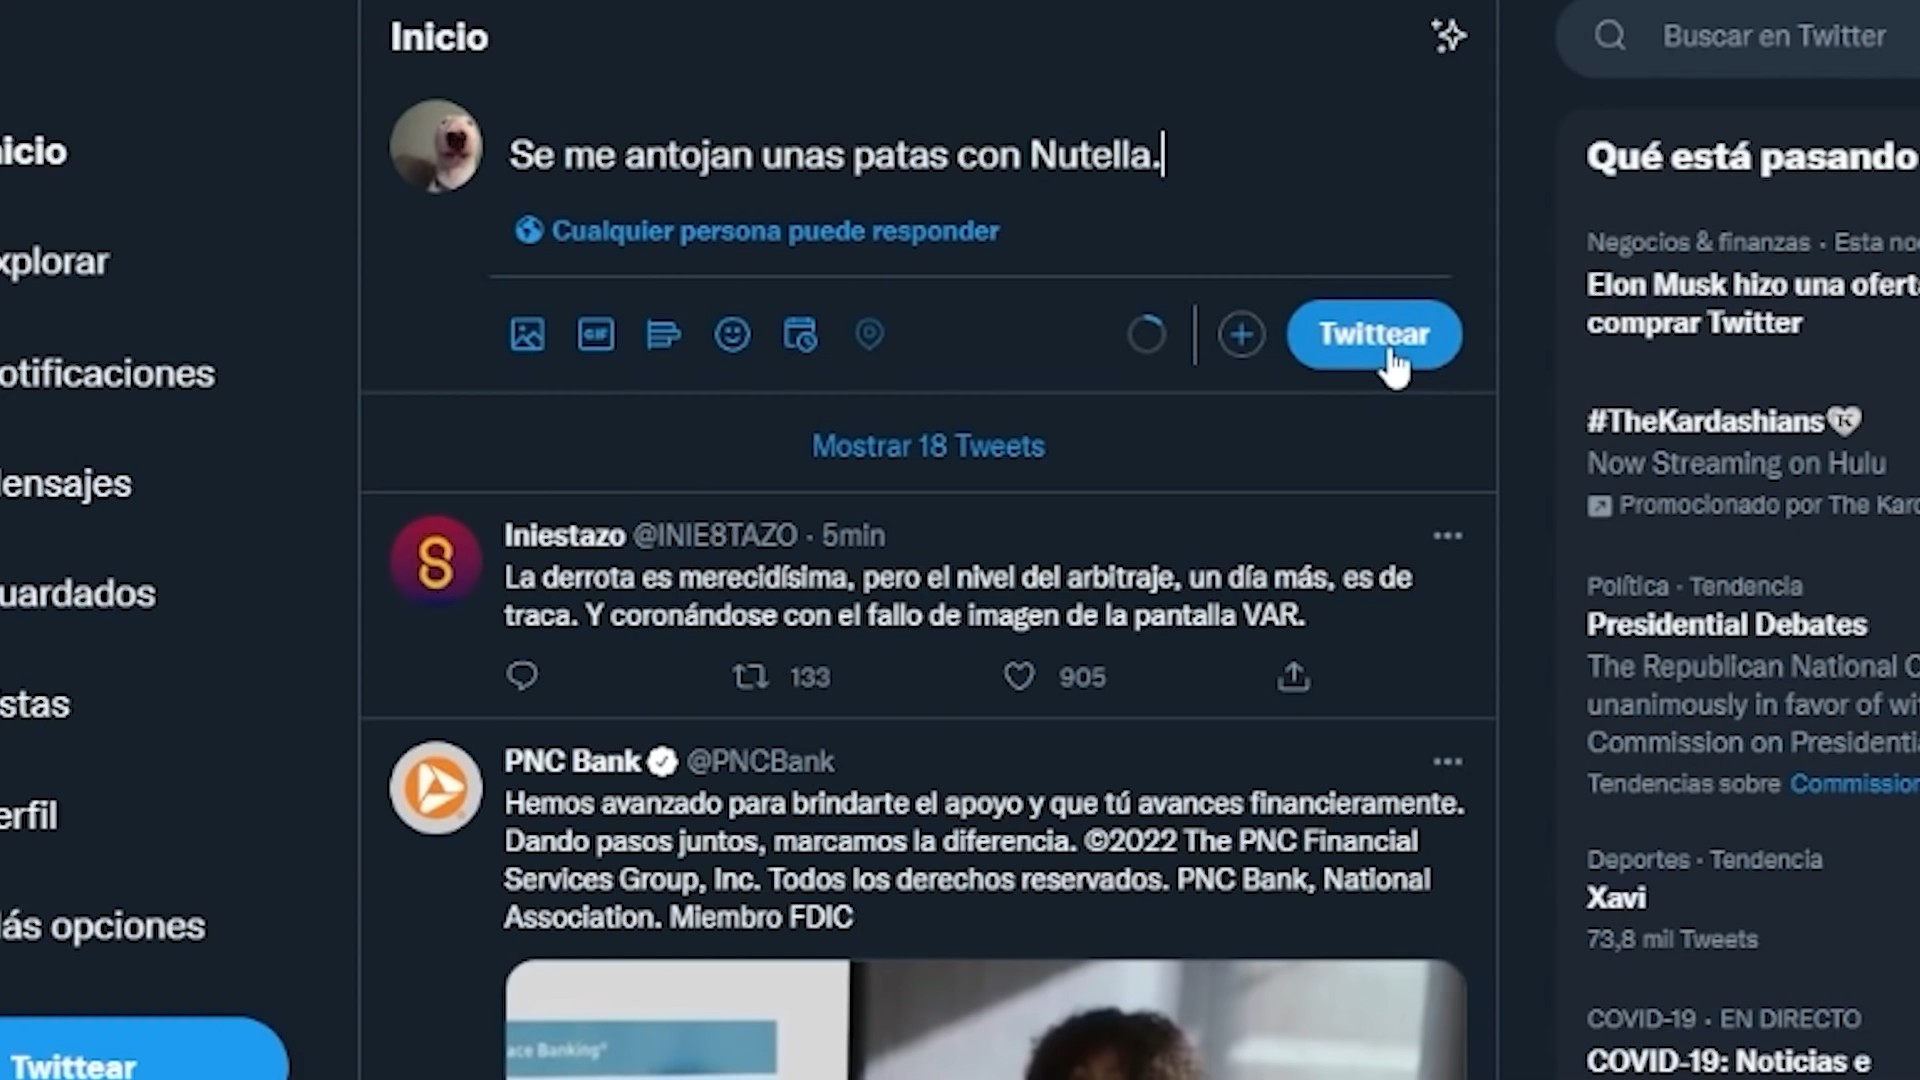 Inicio
Buscar en Twitter
icio
xplorar
otificaciones
ensajes
uardados
stas
erfil
ás opciones
Twittear
Se me antojan unas patas con Nutella.
Cualquier persona puede responder
GIF
Twittear
Mostrar 18 Tweets
Iniestazo @INIE8TAZO · 5min
La derrota es merecidísima, pero el nivel del arbitraje, un día más, es de
traca. Y coronándose con el fallo de imagen de la pantalla VAR.
133
905
PNC Bank @PNCBank
Hemos avanzado para brindarte el apoyo y que tú avances financieramente.
Dando pasos juntos, marcamos la diferencia. ©2022 The PNC Financial
Services Group, Inc. Todos los derechos reservados. PNC Bank, National
Association. Miembro FDIC
ace Banking®
Qué está pasando
Negocios & finanzas · Esta no
Elon Musk hizo una ofert
comprar Twitter
#TheKardashians
Now Streaming on Hulu
Promocionado por The Kar
Política · Tendencia
Presidential Debates
The Republican National C
unanimously in favor of wi
Commission on Presidenti
Tendencias sobre Commission
Deportes · Tendencia
Xavi
73,8 mil Tweets
COVID-19 · EN DIRECTO
COVID-19: Noticias e